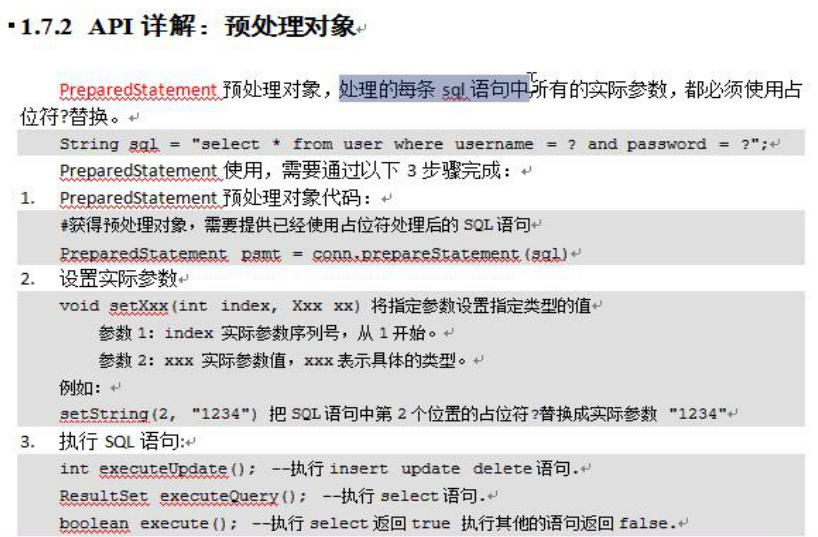 ▪1.7.2 API 详解：预处理对象
PreparedStatement 预处理对象，处理的每条 sql 语句中所有的实际参数，都必须使用占
位符?替换。
String sql = "select * from user where username = ? and password = ?";
PreparedStatement 使用，需要通过以下 3 步骤完成：
1. PreparedStatement 预处理对象代码：
#获得预处理对象，需要提供已经使用占位符处理后的 SQL 语句
PreparedStatement psmt = conn.prepareStatement(sql)
2. 设置实际参数
void setXxx(int index, Xxx xx) 将指定参数设置指定类型的值
参数 1: index 实际参数序列号，从 1 开始。
参数 2: xxx 实际参数值，xxx 表示具体的类型。
例如：
setString(2, "1234") 把 SQL 语句中第 2 个位置的占位符?替换成实际参数 "1234"
3. 执行 SQL 语句:
int executeUpdate(); --执行 insert update delete 语句.
ResultSet executeQuery(); --执行 select 语句.
boolean execute(); --执行 select 返回 true 执行其他的语句返回 false.